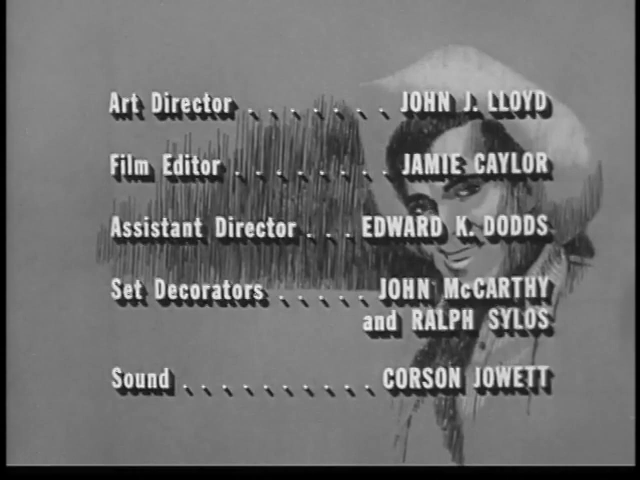 Art Director . . . . . . . JOHN J. LLOYD
Film Editor . . . . . . . . JAMIE CAYLOR
Assistant Director . . . EDWARD K. DODDS
Set Decorators . . . . . JOHN McCARTHY
and RALPH SYLOS
Sound . . . . . . . . . . CORSON JOWETT